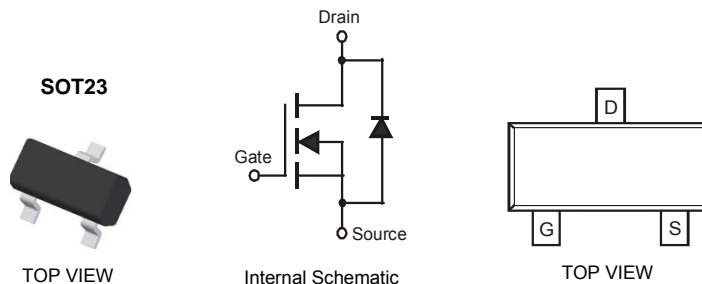 Drain
SOT23
D
Gate
G
S
Source
TOP VIEW
Internal Schematic
TOP VIEW